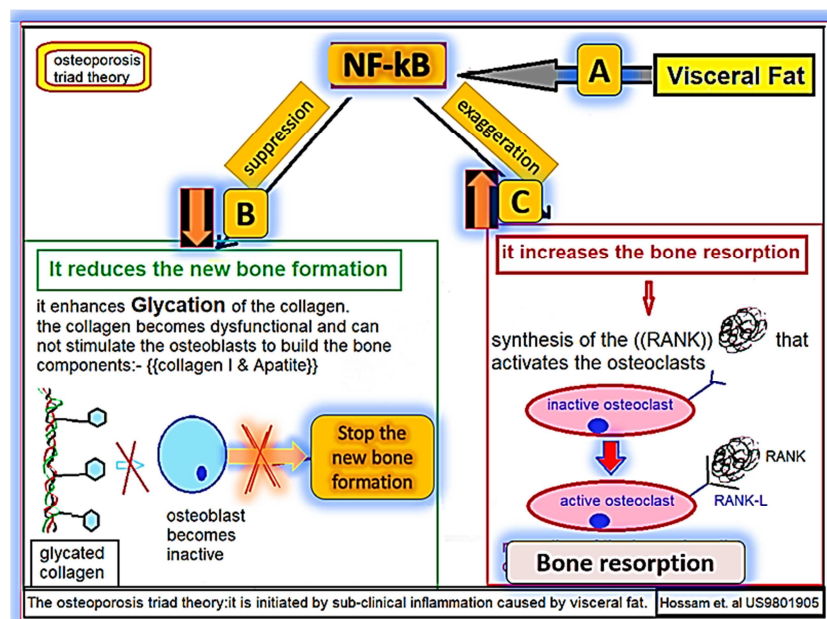 osteoporosis
triad theory
NF-kB
A
Visceral Fat
suppression
exaggeration
B
C
It reduces the new bone formation
it enhances Glycation of the collagen.
the collagen becomes dysfunctional and can
not stimulate the osteoblasts to build the bone
components:- {{collagen I & Apatite}}
Stop the
new bone
formation
osteoblast
becomes
inactive
glycated
collagen
it increases the bone resorption
synthesis of the ((RANK)) that
activates the osteoclasts
inactive osteoclast
RANK
active osteoclast
RANK-L
Bone resorption
The osteoporosis triad theory:it is initiated by sub-clinical inflammation caused by visceral fat.
Hossam et. al US9801905